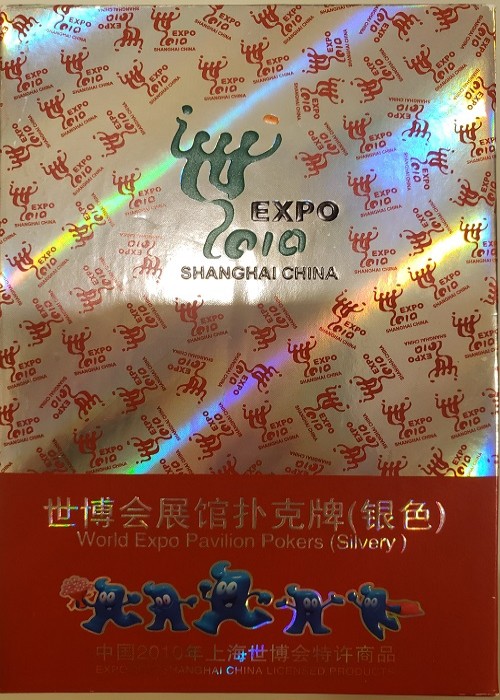 EXPO
2010
SHANGHAI CHINA
世博会展馆扑克牌(银色)
World Expo Pavilion Pokers (Silvery)
中国2010年上海世博会特许商品
EXPO 2010 SHANGHAI CHINA LICENSED PRODUCTS